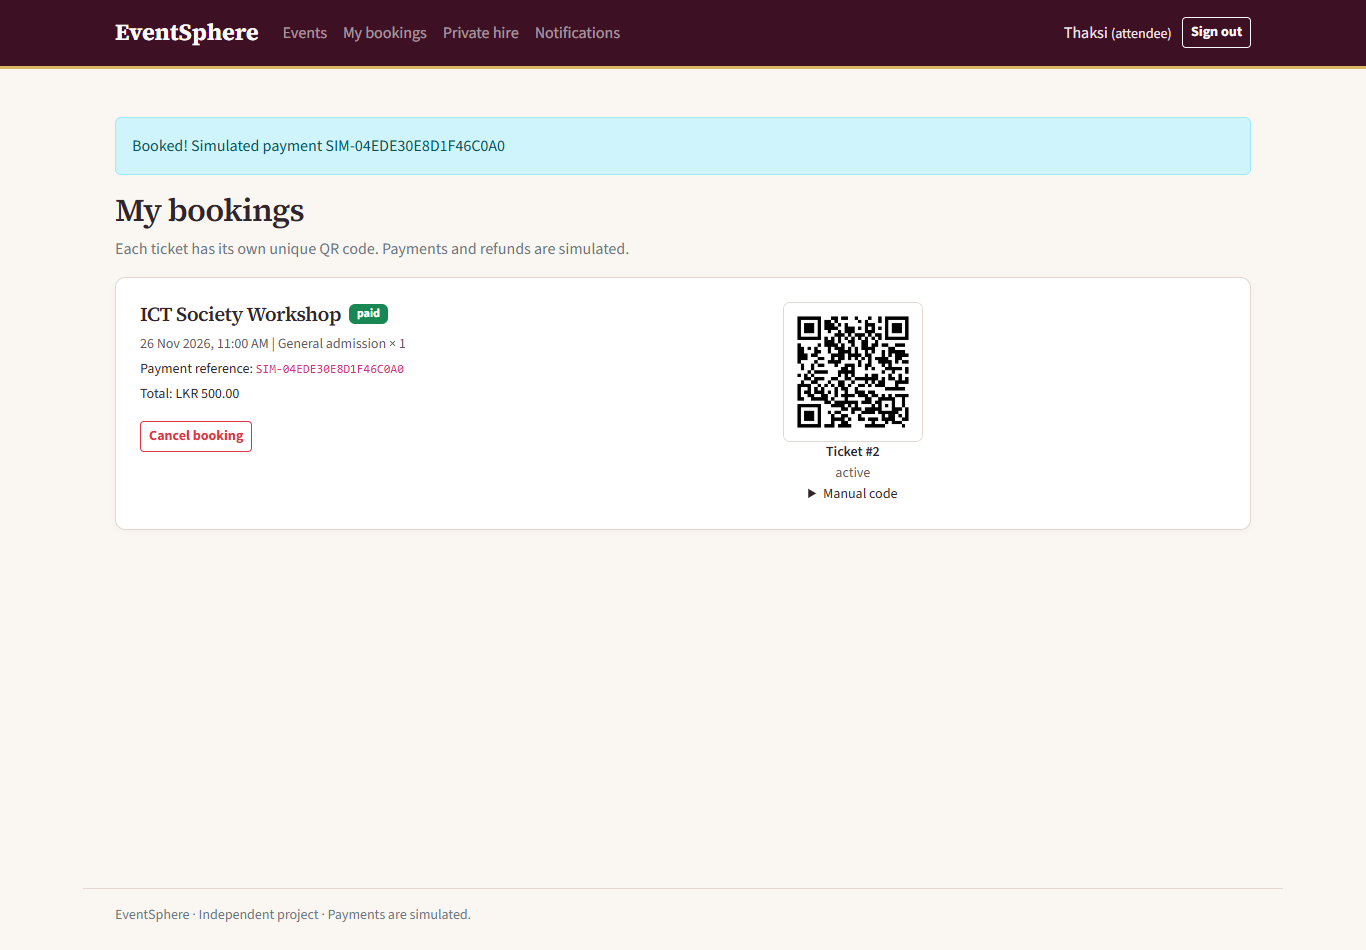 EventSphere Events My bookings Private hire Notifications Thaksi (attendee) Sign out
Booked! Simulated payment SIM-04EDE30E8D1F46C0A0
My bookings
Each ticket has its own unique QR code. Payments and refunds are simulated.
ICT Society Workshop paid
26 Nov 2026, 11:00 AM | General admission × 1
Payment reference: SIM-04EDE30E8D1F46C0A0
Total: LKR 500.00
Cancel booking
Ticket #2
active
Manual code
EventSphere · Independent project · Payments are simulated.